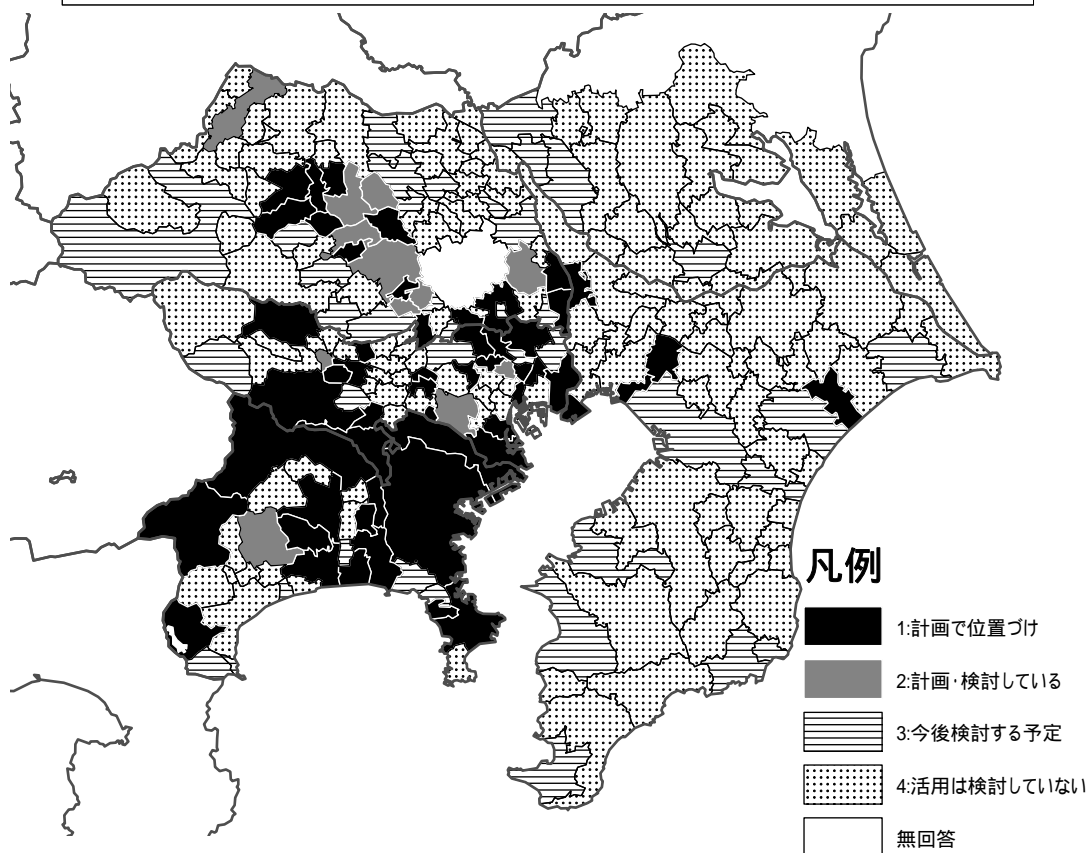 凡例
1:計画で位置づけ
2:計画・検討している
3:今後検討する予定
4:活用は検討していない
無回答